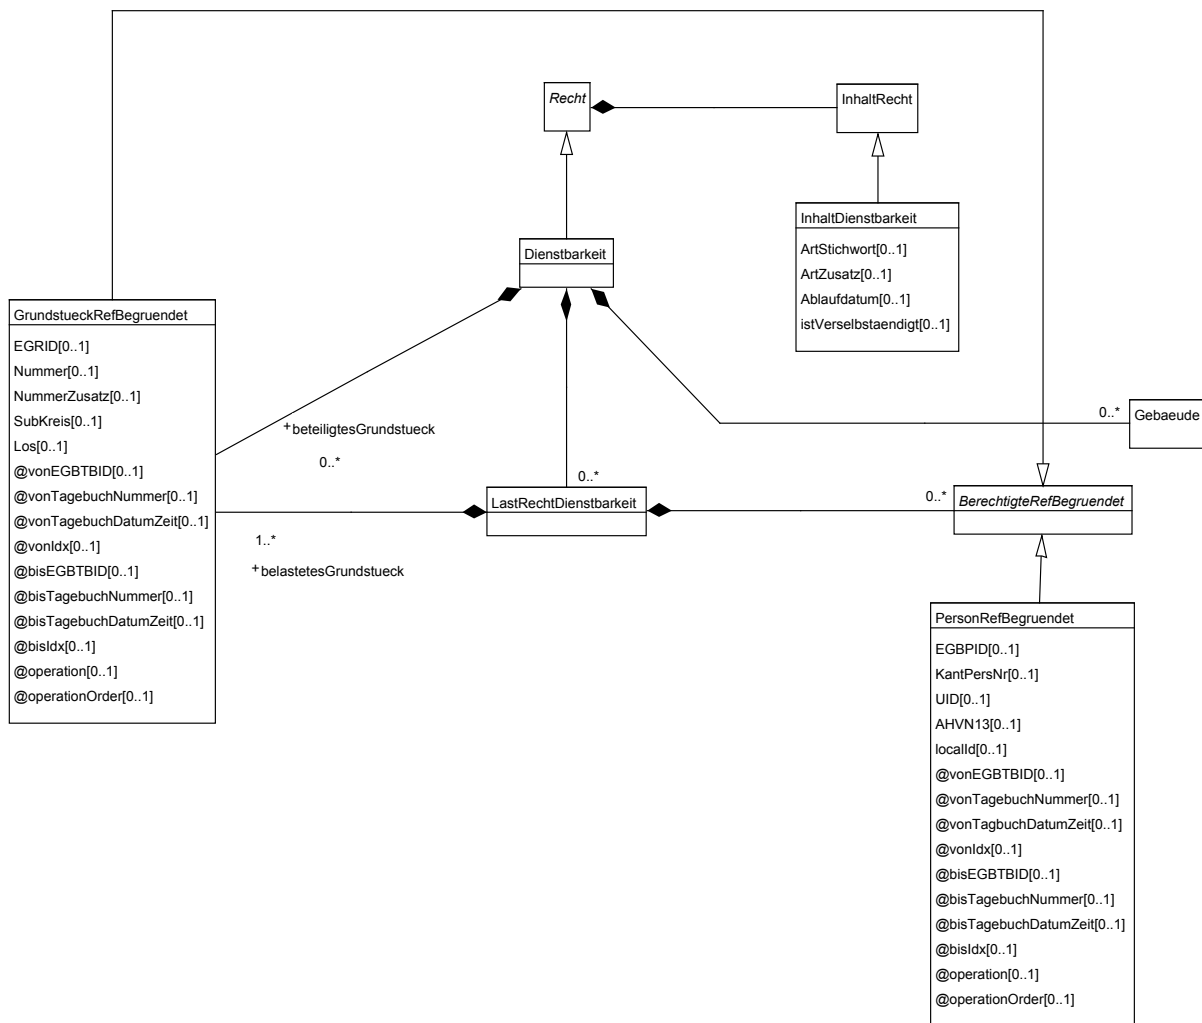 Recht
InhaltRecht
InhaltDienstbarkeit
ArtStichwort[0..1]
ArtZusatz[0..1]
Ablaufdatum[0..1]
istVerselbstaendigt[0..1]
Dienstbarkeit
GrundstueckRefBegruendet
EGRID[0..1]
Nummer[0..1]
NummerZusatz[0..1]
SubKreis[0..1]
Los[0..1]
@vonEGBTBID[0..1]
@vonTagebuchNummer[0..1]
@vonTagebuchDatumZeit[0..1]
@vonIdx[0..1]
@bisEGBTBID[0..1]
@bisTagebuchNummer[0..1]
@bisTagebuchDatumZeit[0..1]
@bisIdx[0..1]
@operation[0..1]
@operationOrder[0..1]
+beteiligtesGrundstueck
0..*
0..*
Gebaeude
0..*
LastRechtDienstbarkeit
0..*
BerechtigteRefBegruendet
1..*
+belastetesGrundstueck
PersonRefBegruendet
EGBPID[0..1]
KantPersNr[0..1]
UID[0..1]
AHVN13[0..1]
localId[0..1]
@vonEGBTBID[0..1]
@vonTagebuchNummer[0..1]
@vonTagbuchDatumZeit[0..1]
@vonIdx[0..1]
@bisEGBTBID[0..1]
@bisTagebuchNummer[0..1]
@bisTagebuchDatumZeit[0..1]
@bisIdx[0..1]
@operation[0..1]
@operationOrder[0..1]